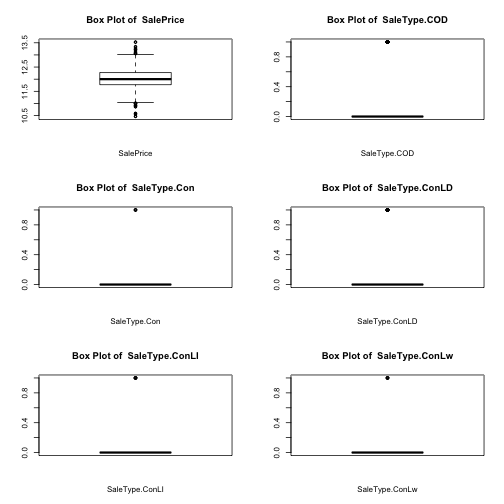 Box Plot of  SalePrice
13.5
12.5
11.5
10.5
SalePrice
Box Plot of  SaleType.COD
0.8
0.4
0.0
SaleType.COD
Box Plot of  SaleType.Con
0.8
0.4
0.0
SaleType.Con
Box Plot of  SaleType.ConLD
0.8
0.4
0.0
SaleType.ConLD
Box Plot of  SaleType.ConLI
0.8
0.4
0.0
SaleType.ConLI
Box Plot of  SaleType.ConLw
0.8
0.4
0.0
SaleType.ConLw